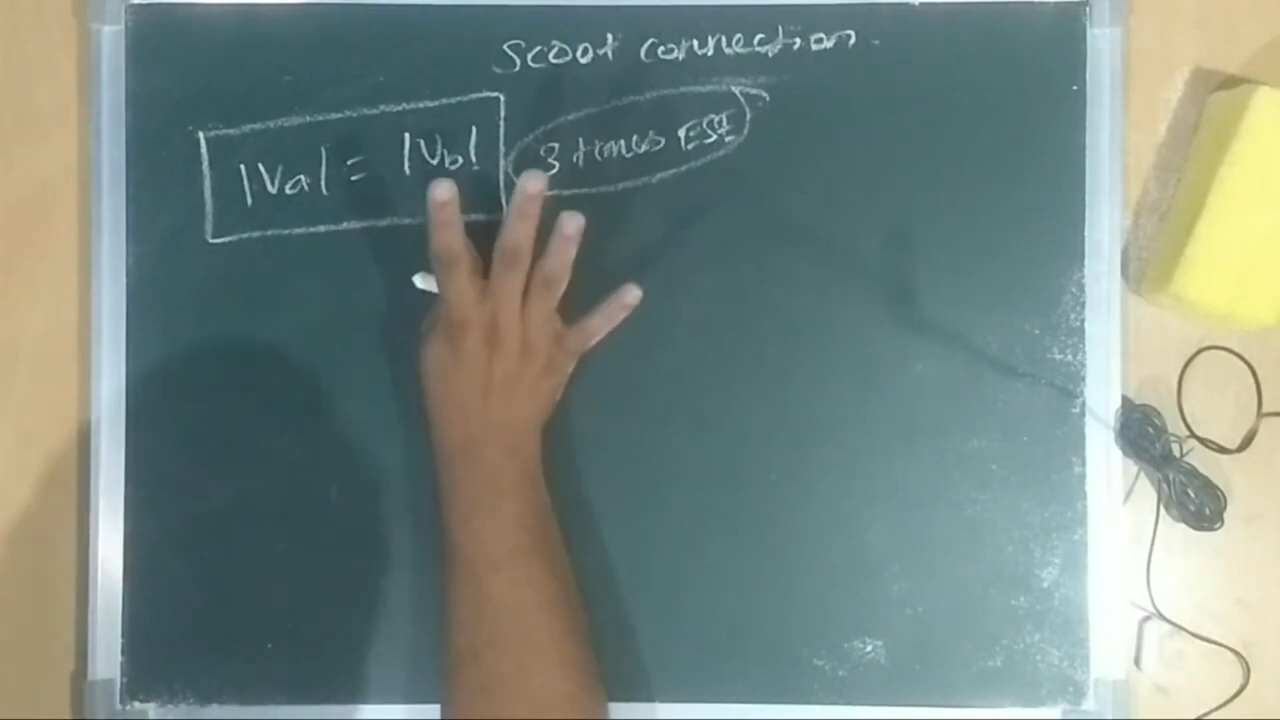 scoot connection.
|Va| = |Vb| 3 times ESE